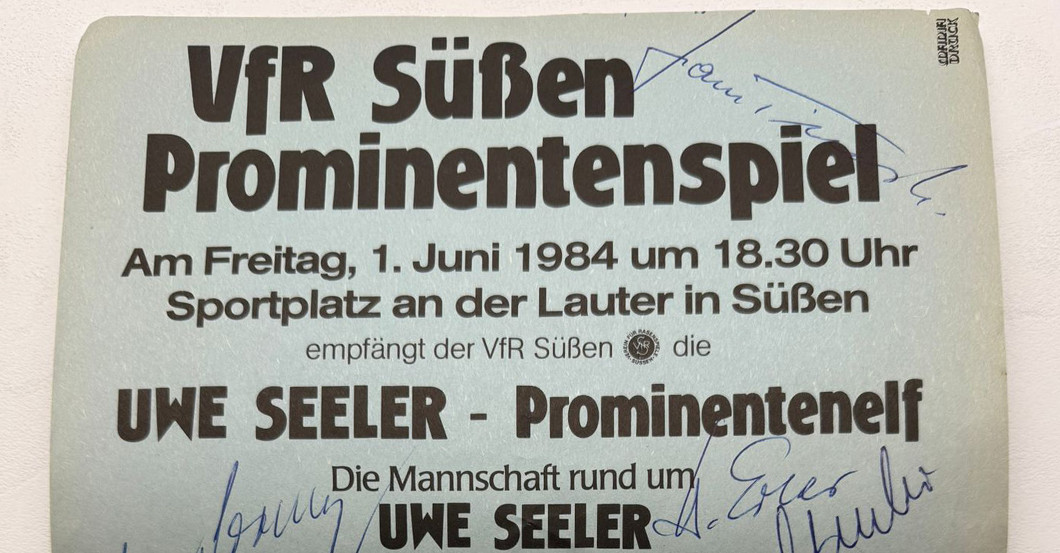 VfR Süßen
Prominentenspiel
Am Freitag, 1. Juni 1984 um 18.30 Uhr
Sportplatz an der Lauter in Süßen
empfängt der VfR Süßen VfR die
UWE SEELER - Prominentenelf
Die Mannschaft rund um
UWE SEELER